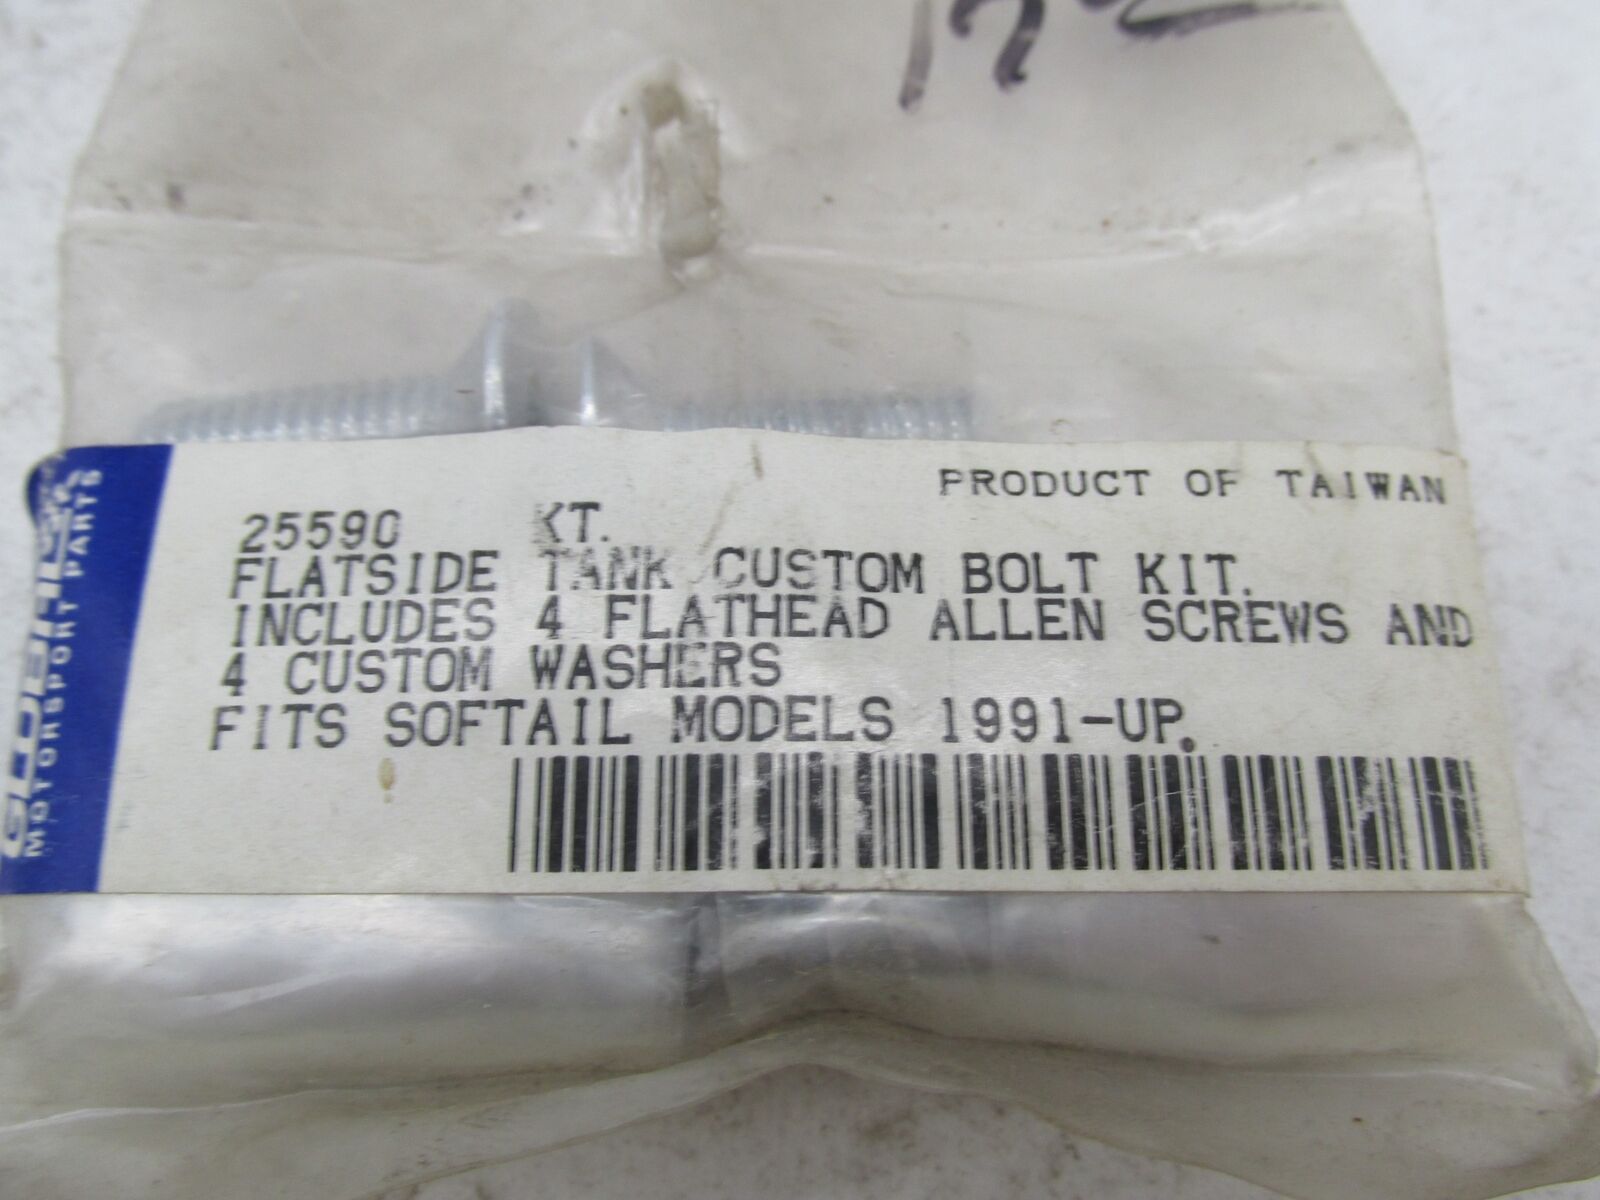 PRODUCT OF TAIWAN
25590 KT.
FLATSIDE TANK CUSTOM BOLT KIT.
INCLUDES 4 FLATHEAD ALLEN SCREWS AND
4 CUSTOM WASHERS
FITS SOFTAIL MODELS 1991-UP.
MOTORSPORT PARTS